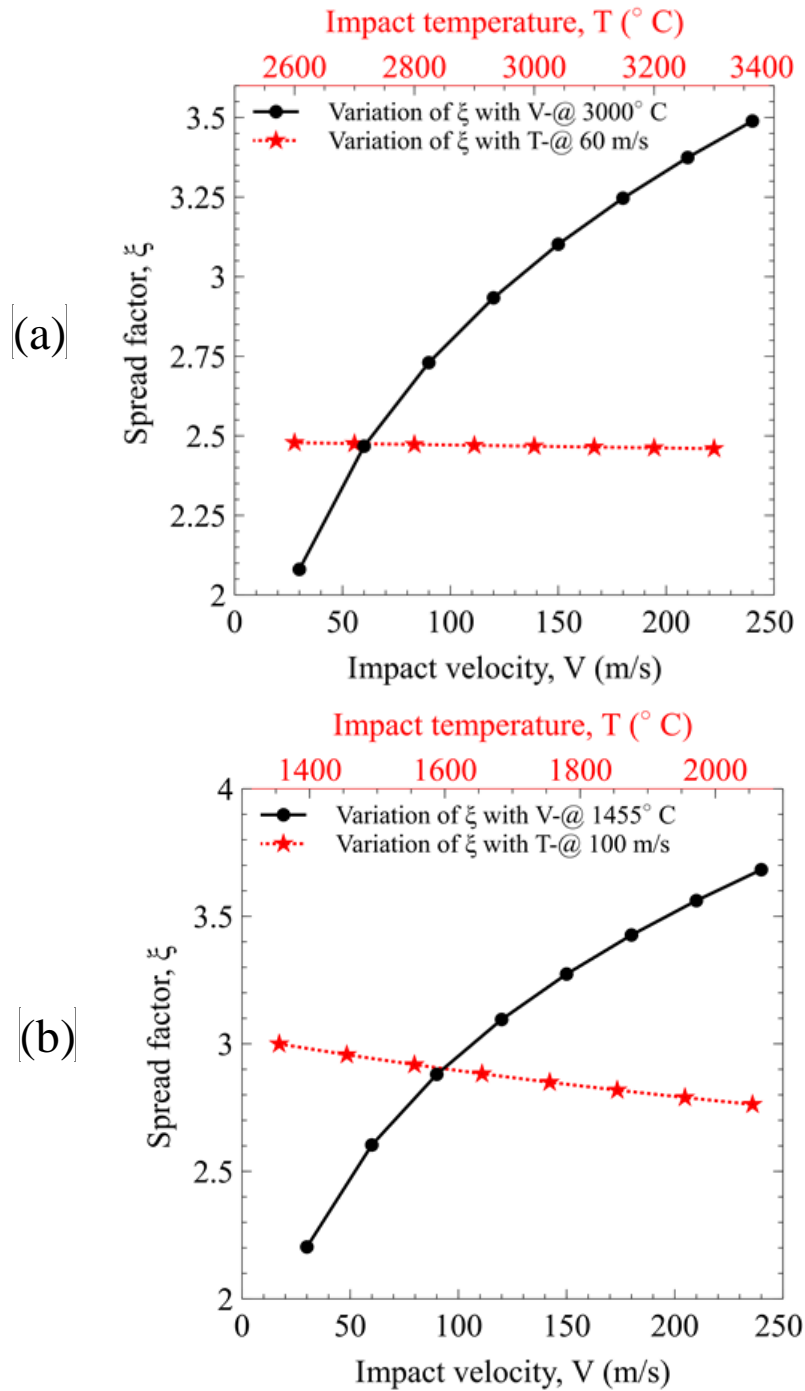 Impact temperature, T (° C)
2600 2800 3000 3200 3400
Variation of ξ with V-@ 3000° C
Variation of ξ with T-@ 60 m/s
3.5
3.25
3
2.75
2.5
2.25
2
Spread factor, ξ
(a)
0 50 100 150 200 250
Impact velocity, V (m/s)
Impact temperature, T (° C)
1400 1600 1800 2000
Variation of ξ with V-@ 1455° C
Variation of ξ with T-@ 100 m/s
4
3.5
3
2.5
2
Spread factor, ξ
(b)
0 50 100 150 200 250
Impact velocity, V (m/s)